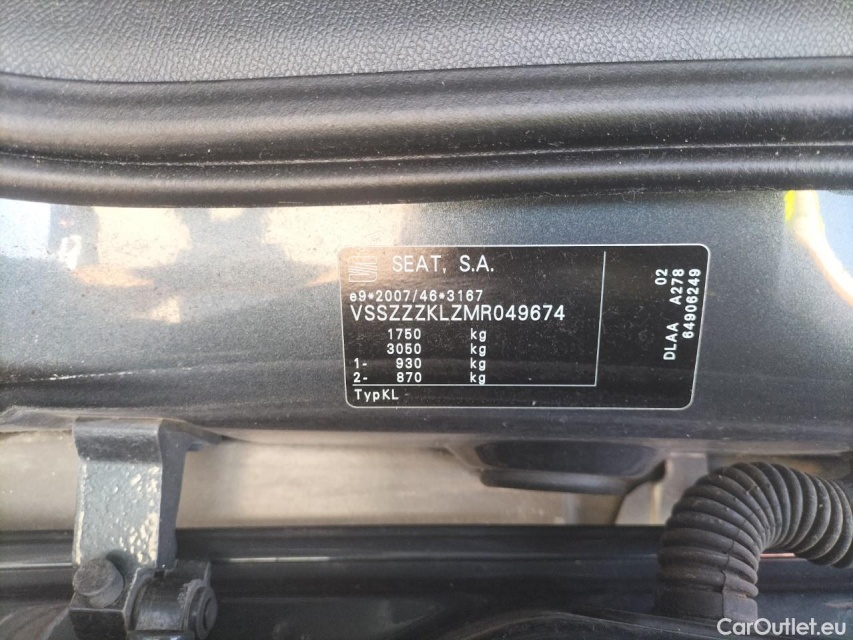 SEAT, S.A.
e9*2007/46*3167
VSSZZZKLZMR049674
1750 kg
3050 kg
1- 930 kg
2- 870 kg
TypKL
02
DLAA A278
64906249
CarOutlet.eu